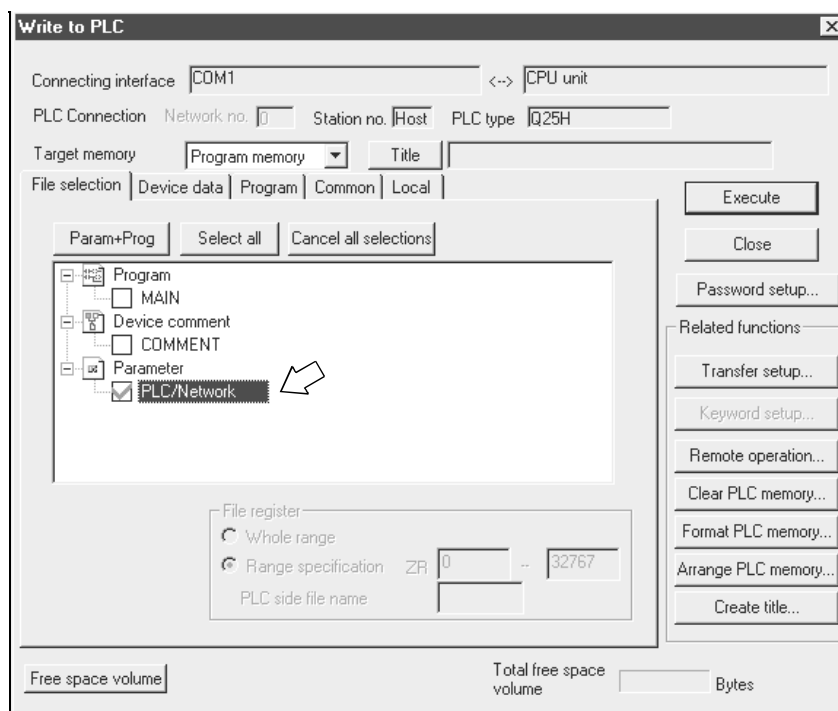 Write to PLC
Connecting interface COM1 <--> CPU unit
PLC Connection Network no. 0 Station no. Host PLC type Q25H
Target memory Program memory Title
File selection Device data Program Common Local
Execute
Param+Prog Select all Cancel all selections
Close
Program
MAIN
Password setup...
Device comment
Related functions
COMMENT
Parameter
Transfer setup...
PLC/Network
Keyword setup...
Remote operation...
Clear PLC memory...
File register
Whole range
Format PLC memory...
Range specification ZR 0 -- 32767
Arrange PLC memory...
PLC side file name
Create title...
Free space volume
Total free space
volume Bytes